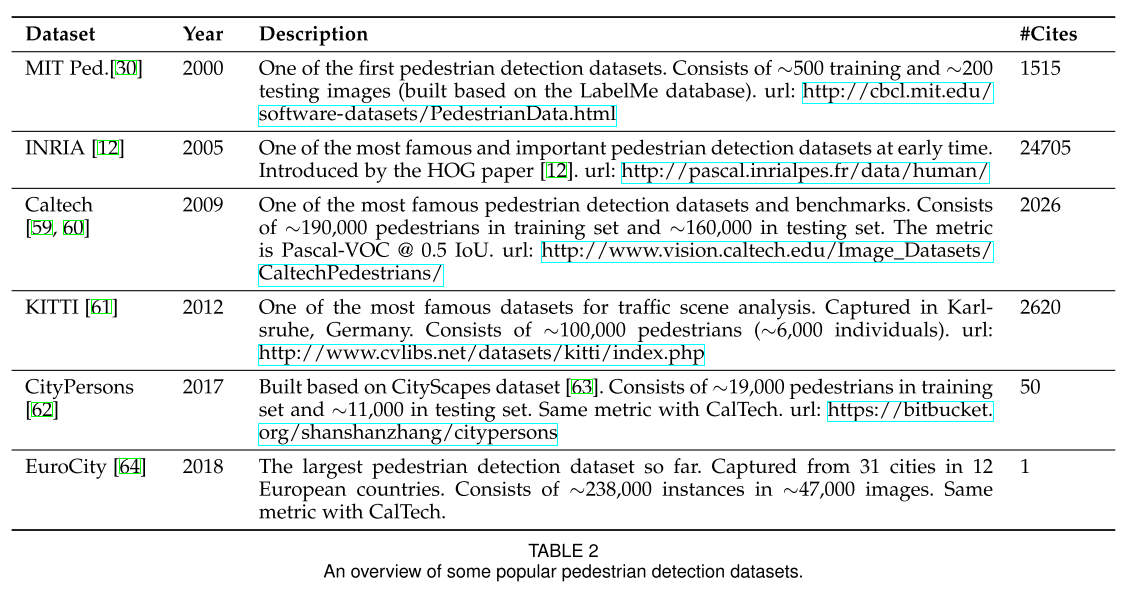 Dataset Year Description #Cites
MIT Ped.[30] 2000 One of the first pedestrian detection datasets. Consists of ∼500 training and ∼200 1515
testing images (built based on the LabelMe database). url: http://cbcl.mit.edu/
software-datasets/PedestrianData.html
INRIA [12] 2005 One of the most famous and important pedestrian detection datasets at early time. 24705
Introduced by the HOG paper [12]. url: http://pascal.inrialpes.fr/data/human/
Caltech 2009 One of the most famous pedestrian detection datasets and benchmarks. Consists 2026
[59, 60] of ∼190,000 pedestrians in training set and ∼160,000 in testing set. The metric
is Pascal-VOC @ 0.5 IoU. url: http://www.vision.caltech.edu/Image_Datasets/
CaltechPedestrians/
KITTI [61] 2012 One of the most famous datasets for traffic scene analysis. Captured in Karl- 2620
sruhe, Germany. Consists of ∼100,000 pedestrians (∼6,000 individuals). url:
http://www.cvlibs.net/datasets/kitti/index.php
CityPersons 2017 Built based on CityScapes dataset [63]. Consists of ∼19,000 pedestrians in training 50
[62] set and ∼11,000 in testing set. Same metric with CalTech. url: https://bitbucket.
org/shanshanzhang/citypersons
EuroCity [64] 2018 The largest pedestrian detection dataset so far. Captured from 31 cities in 12 1
European countries. Consists of ∼238,000 instances in ∼47,000 images. Same
metric with CalTech.
TABLE 2
An overview of some popular pedestrian detection datasets.